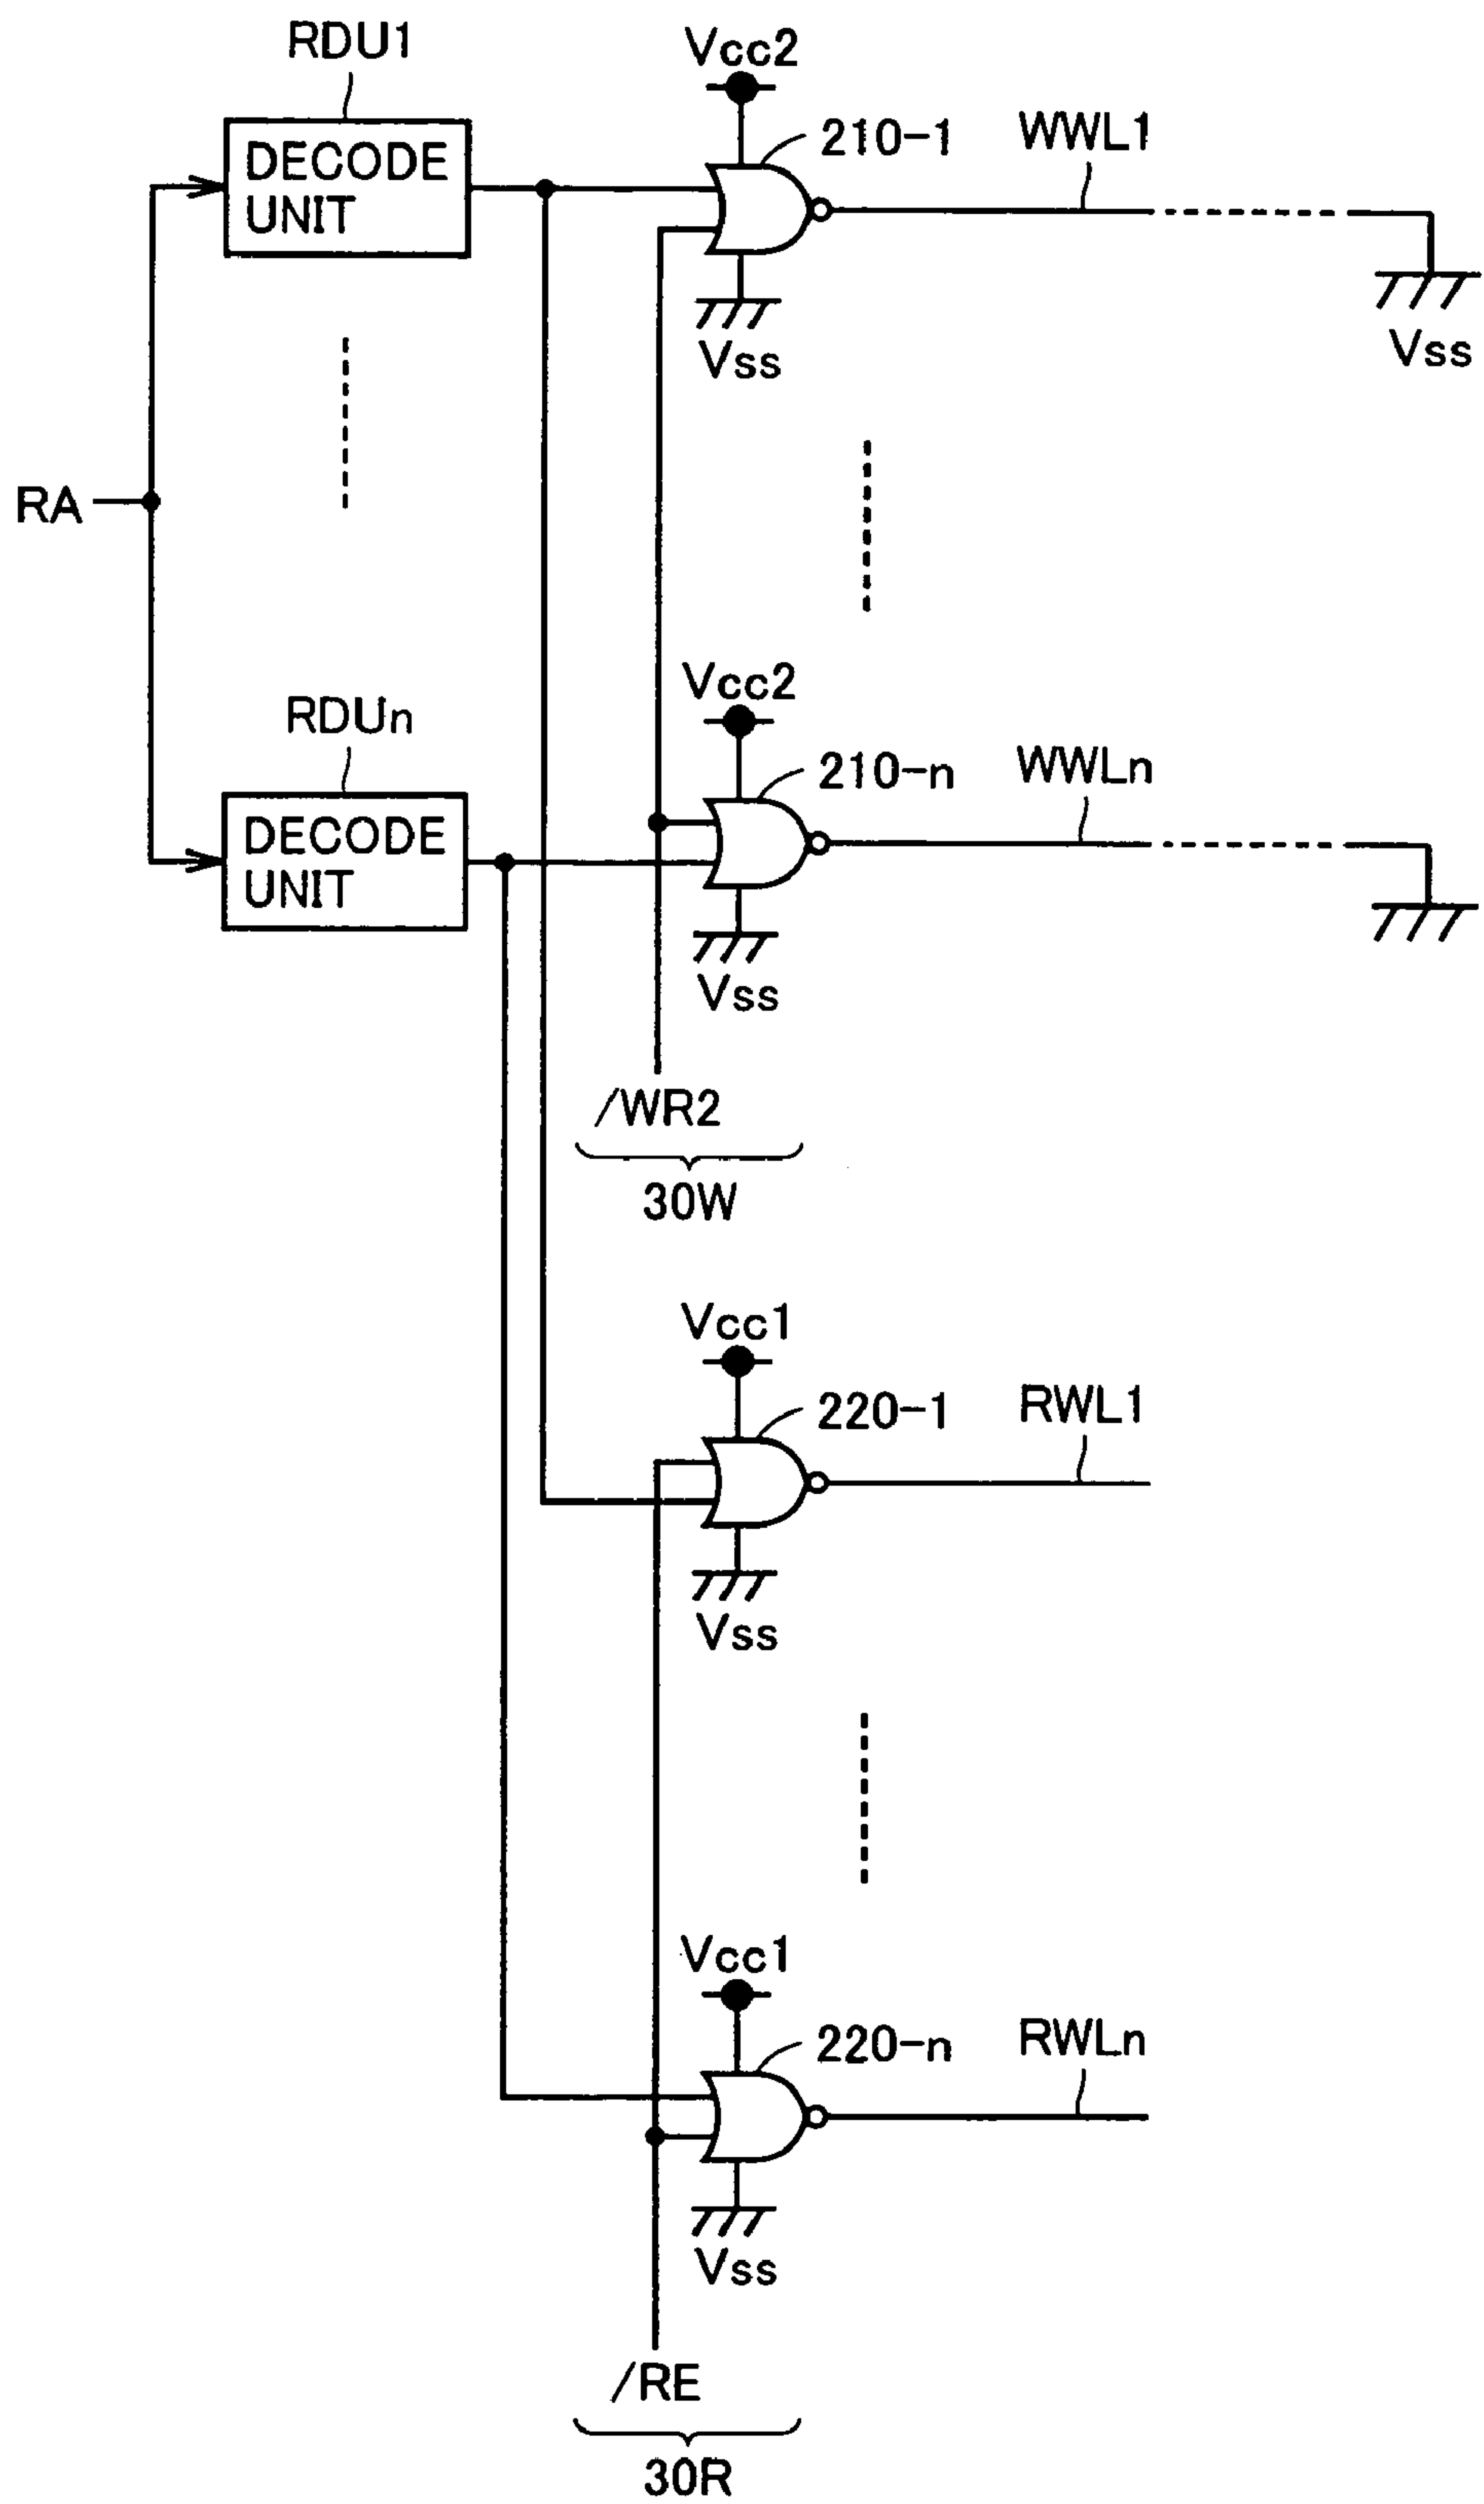 RDU1
Vcc2
210-1
WWL1
DECODE
UNIT
Vss
Vss
RA
Vcc2
RDUn
210-n
WWLn
DECODE
UNIT
Vss
/WR2
30W
Vcc1
220-1
RWL1
Vss
Vcc1
220-n
RWLn
Vss
/RE
30R